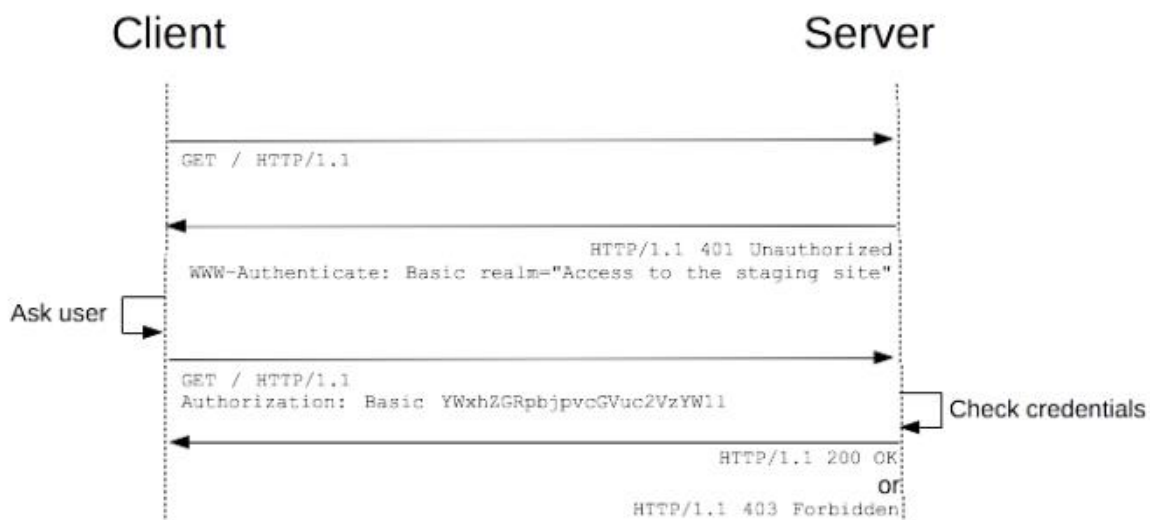 Client
Server
GET / HTTP/1.1
HTTP/1.1 401 Unauthorized
WWW-Authenticate: Basic realm="Access to the staging site"
Ask user
GET / HTTP/1.1
Authorization: Basic YWxhZGRpbjpvcGVuc2VzYW1l
Check credentials
HTTP/1.1 200 OK
or
HTTP/1.1 403 Forbidden